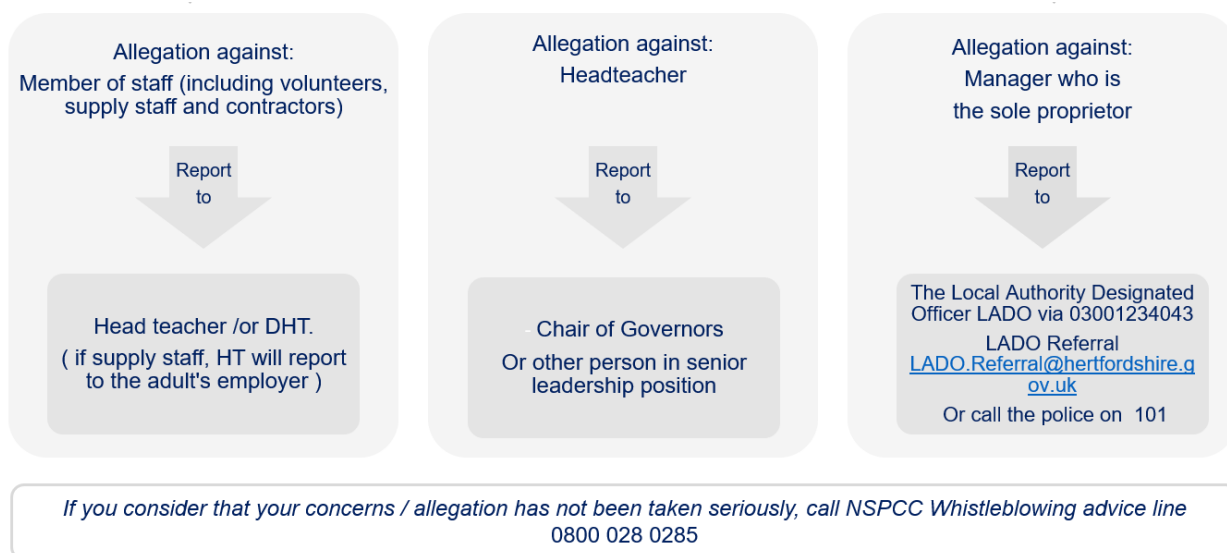 Allegation against:
Member of staff (including volunteers,
supply staff and contractors)
Report
to
Head teacher /or DHT.
( if supply staff, HT will report
to the adult's employer )
Allegation against:
Headteacher
Report
to
- Chair of Governors
Or other person in senior
leadership position
Allegation against:
Manager who is
the sole proprietor
Report
to
The Local Authority Designated
Officer LADO via 03001234043
LADO Referral
LADO.Referral@hertfordshire.g
ov.uk
Or call the police on  101
If you consider that your concerns / allegation has not been taken seriously, call NSPCC Whistleblowing advice line
0800 028 0285